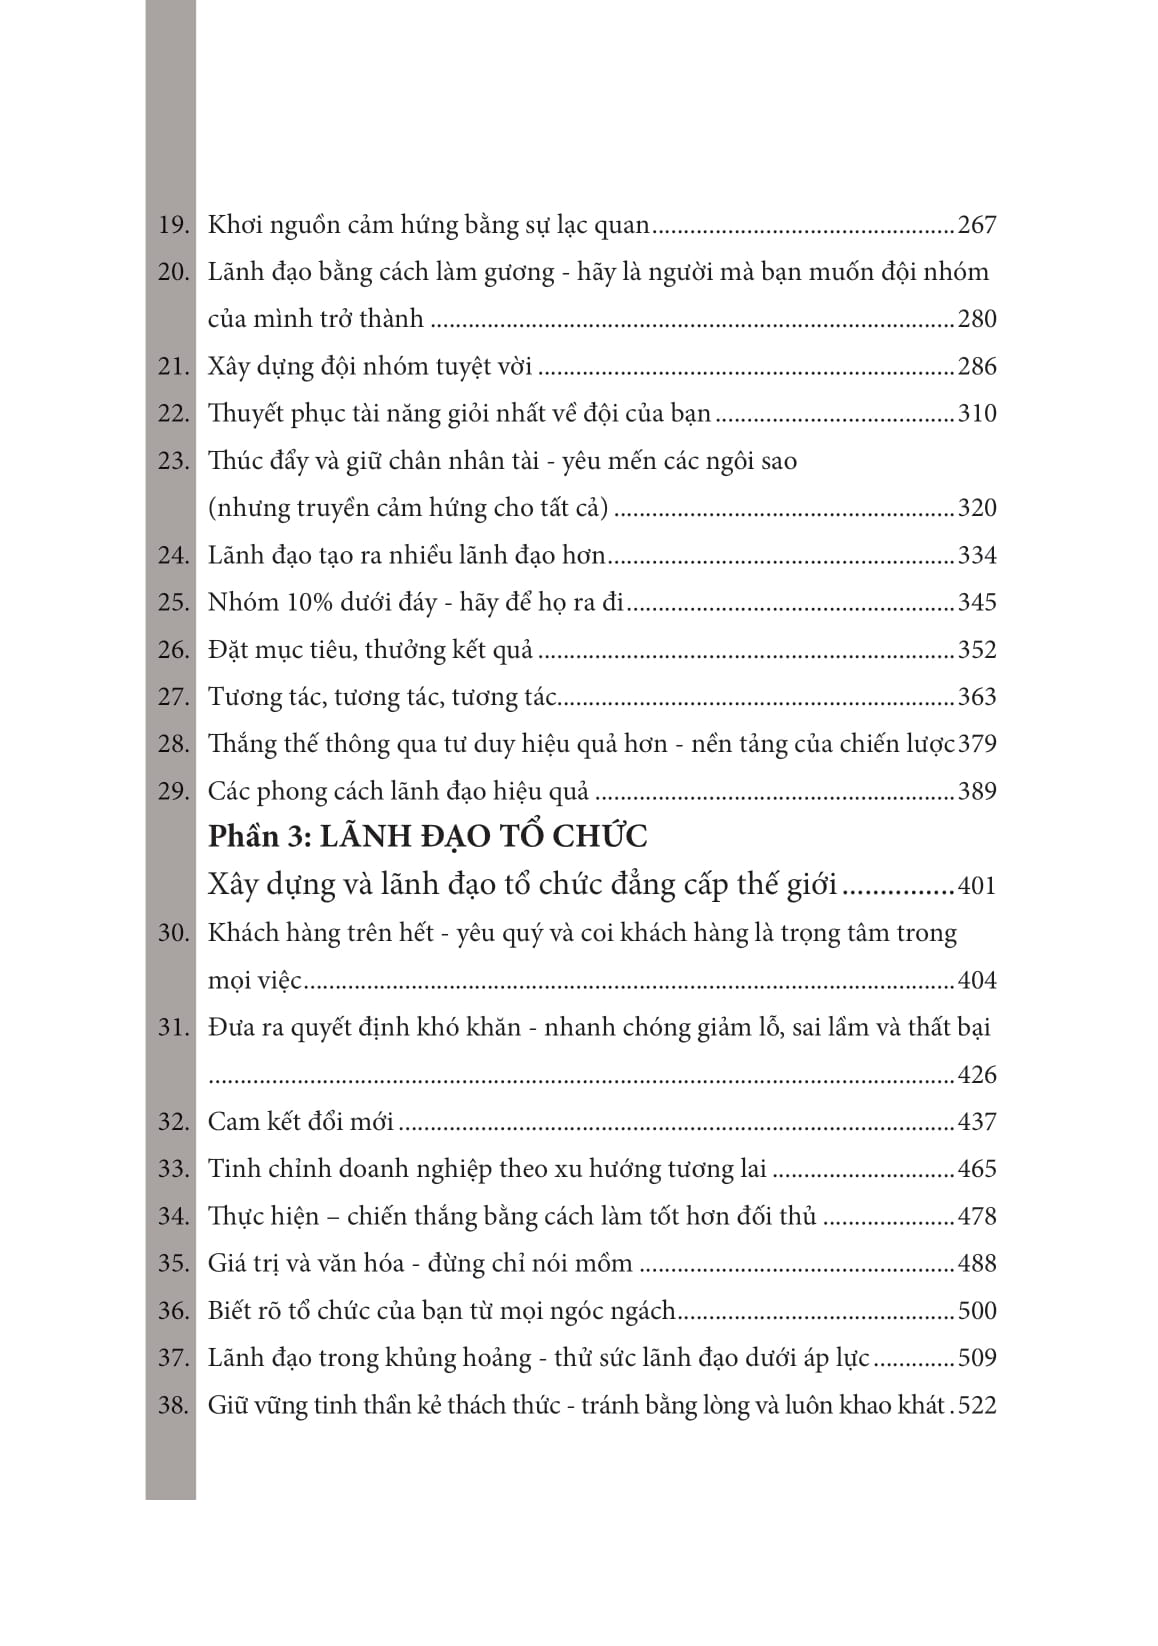 19. Khơi nguồn cảm hứng bằng sự lạc quan................................................267
20. Lãnh đạo bằng cách làm gương - hãy là người mà bạn muốn đội nhóm
của mình trở thành ...................................................................................280
21. Xây dựng đội nhóm tuyệt vời ..................................................................286
22. Thuyết phục tài năng giỏi nhất về đội của bạn......................................310
23. Thúc đẩy và giữ chân nhân tài - yêu mến các ngôi sao
(nhưng truyền cảm hứng cho tất cả) ......................................................320
24. Lãnh đạo tạo ra nhiều lãnh đạo hơn.......................................................334
25. Nhóm 10% dưới đáy - hãy để họ ra đi....................................................345
26. Đặt mục tiêu, thưởng kết quả ..................................................................352
27. Tương tác, tương tác, tương tác...............................................................363
28. Thắng thế thông qua tư duy hiệu quả hơn - nền tảng của chiến lược379
29. Các phong cách lãnh đạo hiệu quả .........................................................389
Phần 3: LÃNH ĐẠO TỔ CHỨC
Xây dựng và lãnh đạo tổ chức đẳng cấp thế giới ..............401
30. Khách hàng trên hết - yêu quý và coi khách hàng là trọng tâm trong
mọi việc.......................................................................................................404
31. Đưa ra quyết định khó khăn - nhanh chóng giảm lỗ, sai lầm và thất bại
......................................................................................................................426
32. Cam kết đổi mới ........................................................................................437
33. Tinh chỉnh doanh nghiệp theo xu hướng tương lai .............................465
34. Thực hiện – chiến thắng bằng cách làm tốt hơn đối thủ .....................478
35. Giá trị và văn hóa - đừng chỉ nói mồm ..................................................488
36. Biết rõ tổ chức của bạn từ mọi ngóc ngách............................................500
37. Lãnh đạo trong khủng hoảng - thử sức lãnh đạo dưới áp lực.............509
38. Giữ vững tinh thần kẻ thách thức - tránh bằng lòng và luôn khao khát .522